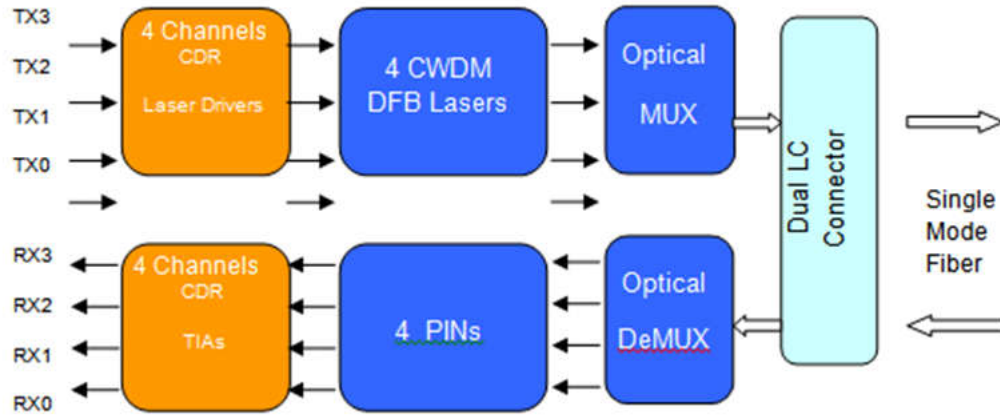 TX3
TX2
TX1
TX0
4 Channels
CDR
Laser Drivers
4 CWDM
DFB Lasers
Optical
MUX
Dual LC
Connector
Single
Mode
Fiber
RX3
RX2
RX1
RX0
4 Channels
CDR
TIAs
4 PINs
Optical
DeMUX